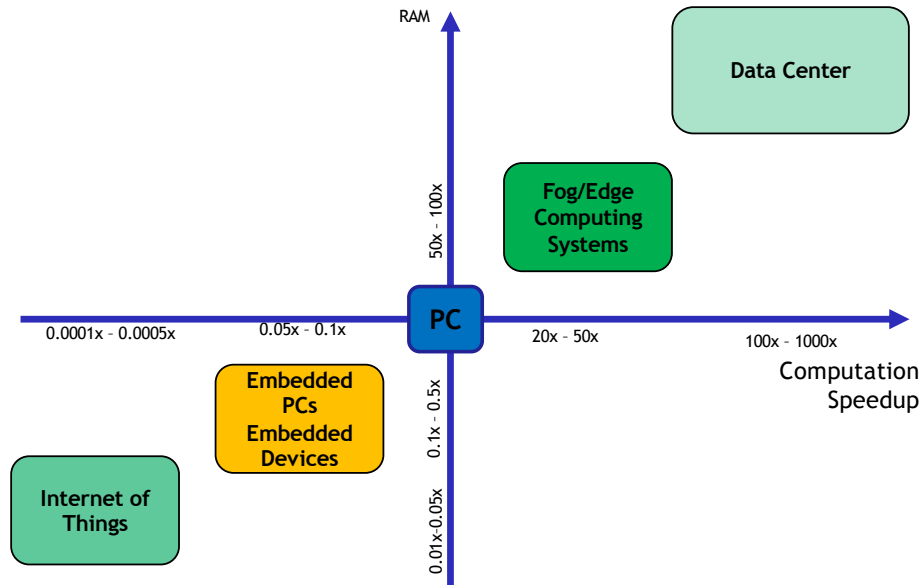 RAM
Data Center
Fog/Edge
Computing
Systems
50x – 100x
PC
0.0001x – 0.0005x
0.05x – 0.1x
20x – 50x
100x – 1000x
Computation
Speedup
Embedded
PCs
Embedded
Devices
0.1x – 0.5x
Internet of
Things
0.01x-0.05x